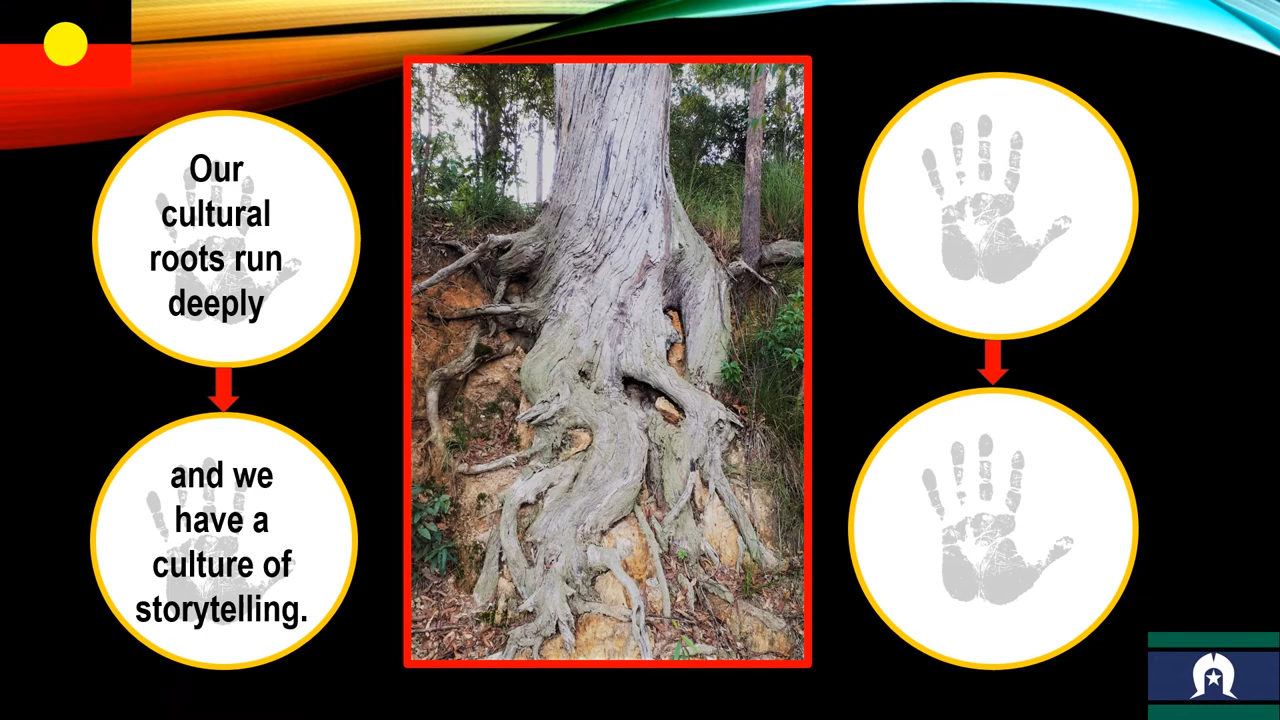 Our
cultural
roots run
deeply
and we
have a
culture of
storytelling.